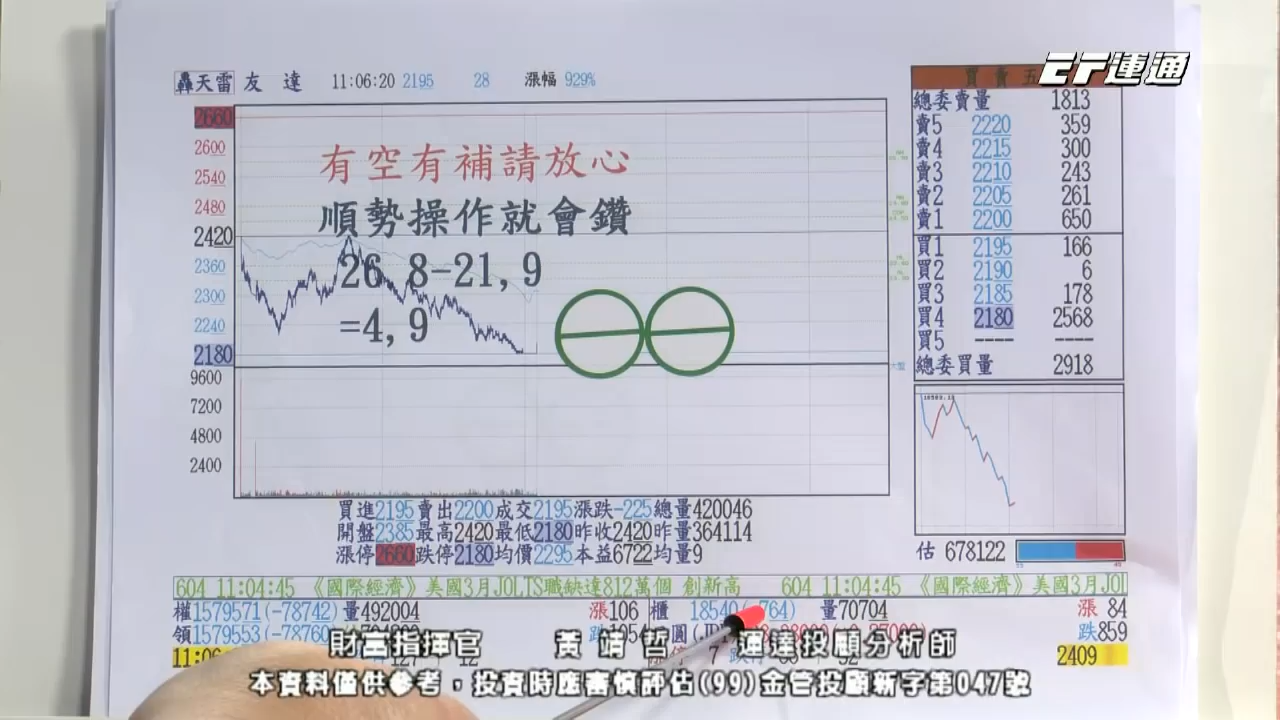 EF運通
轟天雷 友達 11:06:20 2195 28 漲幅 929%
2660
2600
2540
2480
2420
2360
2300
2240
2180
9600
7200
4800
2400
有空有補請放心
順勢操作就會鑽
26,8-21,9
=4,9
買賣五
總委賣量 1813
賣5 2220 359
賣4 2215 300
賣3 2210 243
賣2 2205 261
賣1 2200 650
買1 2195 166
買2 2190 6
買3 2185 178
買4 2180 2568
買5 ---- ----
總委買量 2918
估 678122
買進2195賣出2200成交2195漲跌-225總量420046
開盤2385最高2420最低2180昨收2420昨量364114
漲停2660跌停2180均價2295本益6722均量9
604 11:04:45 《國際經濟》美國3月JOLTS職缺達812萬個 創新高 604 11:04:45 《國際經濟》美國3月JOL
權1579571(-78742)量492004 漲106 櫃 18540(-764) 量70704 漲 84
領1579553(-78760 跌859
2409
財富指揮官 黃靖哲 運達投顧分析師
本資料僅供參考，投資時應審慎評估(99)金管投顧新字第047號